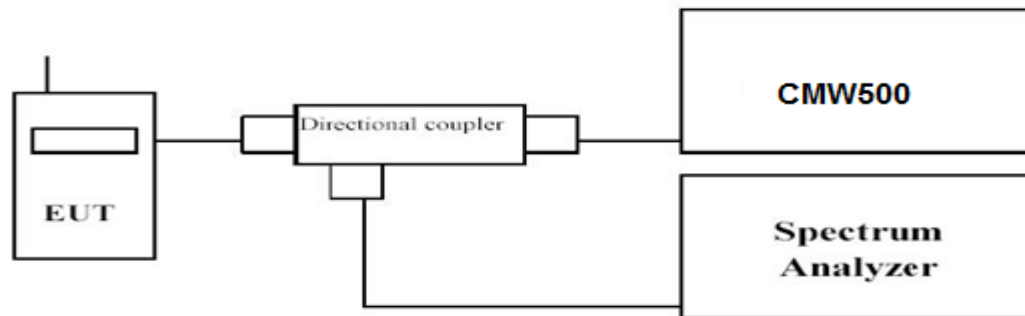 CMW500
Directional coupler
EUT
Spectrum
Analyzer